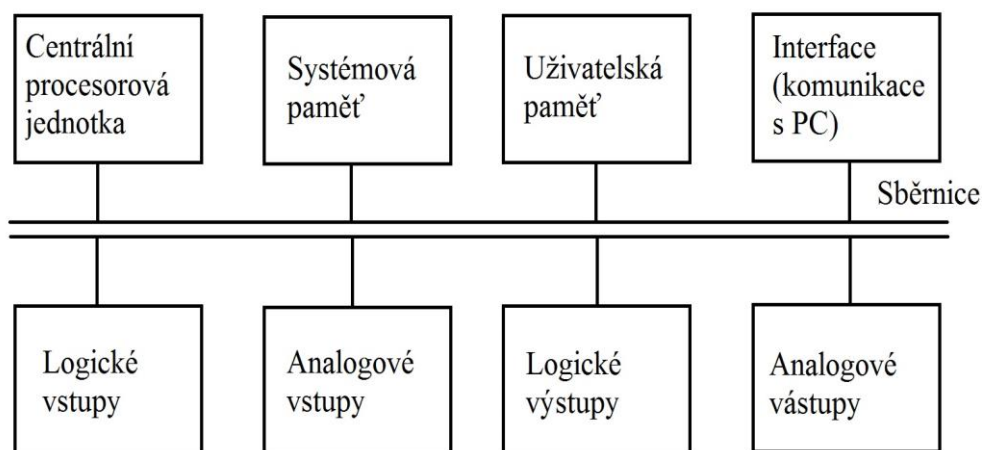 Centrální
procesorová
jednotka
Systémová
paměť
Uživatelská
paměť
Interface
(komunikace
s PC)
Sběrnice
Logické
vstupy
Analogové
vstupy
Logické
výstupy
Analogové
vástupy